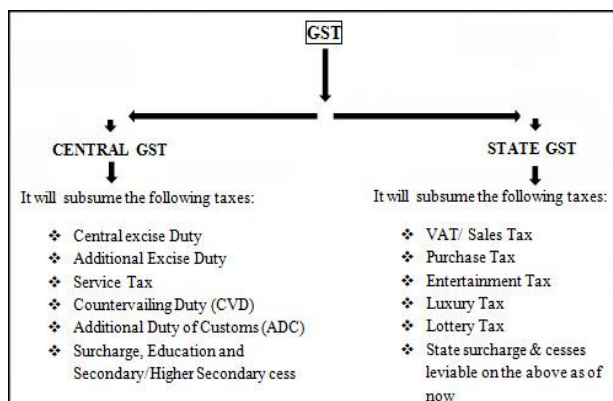 GST
CENTRAL GST
It will subsume the following taxes:
❖ Central excise Duty
❖ Additional Excise Duty
❖ Service Tax
❖ Countervailing Duty (CVD)
❖ Additional Duty of Customs (ADC)
❖ Surcharge, Education and
Secondary/Higher Secondary cess
STATE GST
It will subsume the following taxes:
❖ VAT/ Sales Tax
❖ Purchase Tax
❖ Entertainment Tax
❖ Luxury Tax
❖ Lottery Tax
❖ State surcharge & cesses
leviable on the above as of
now